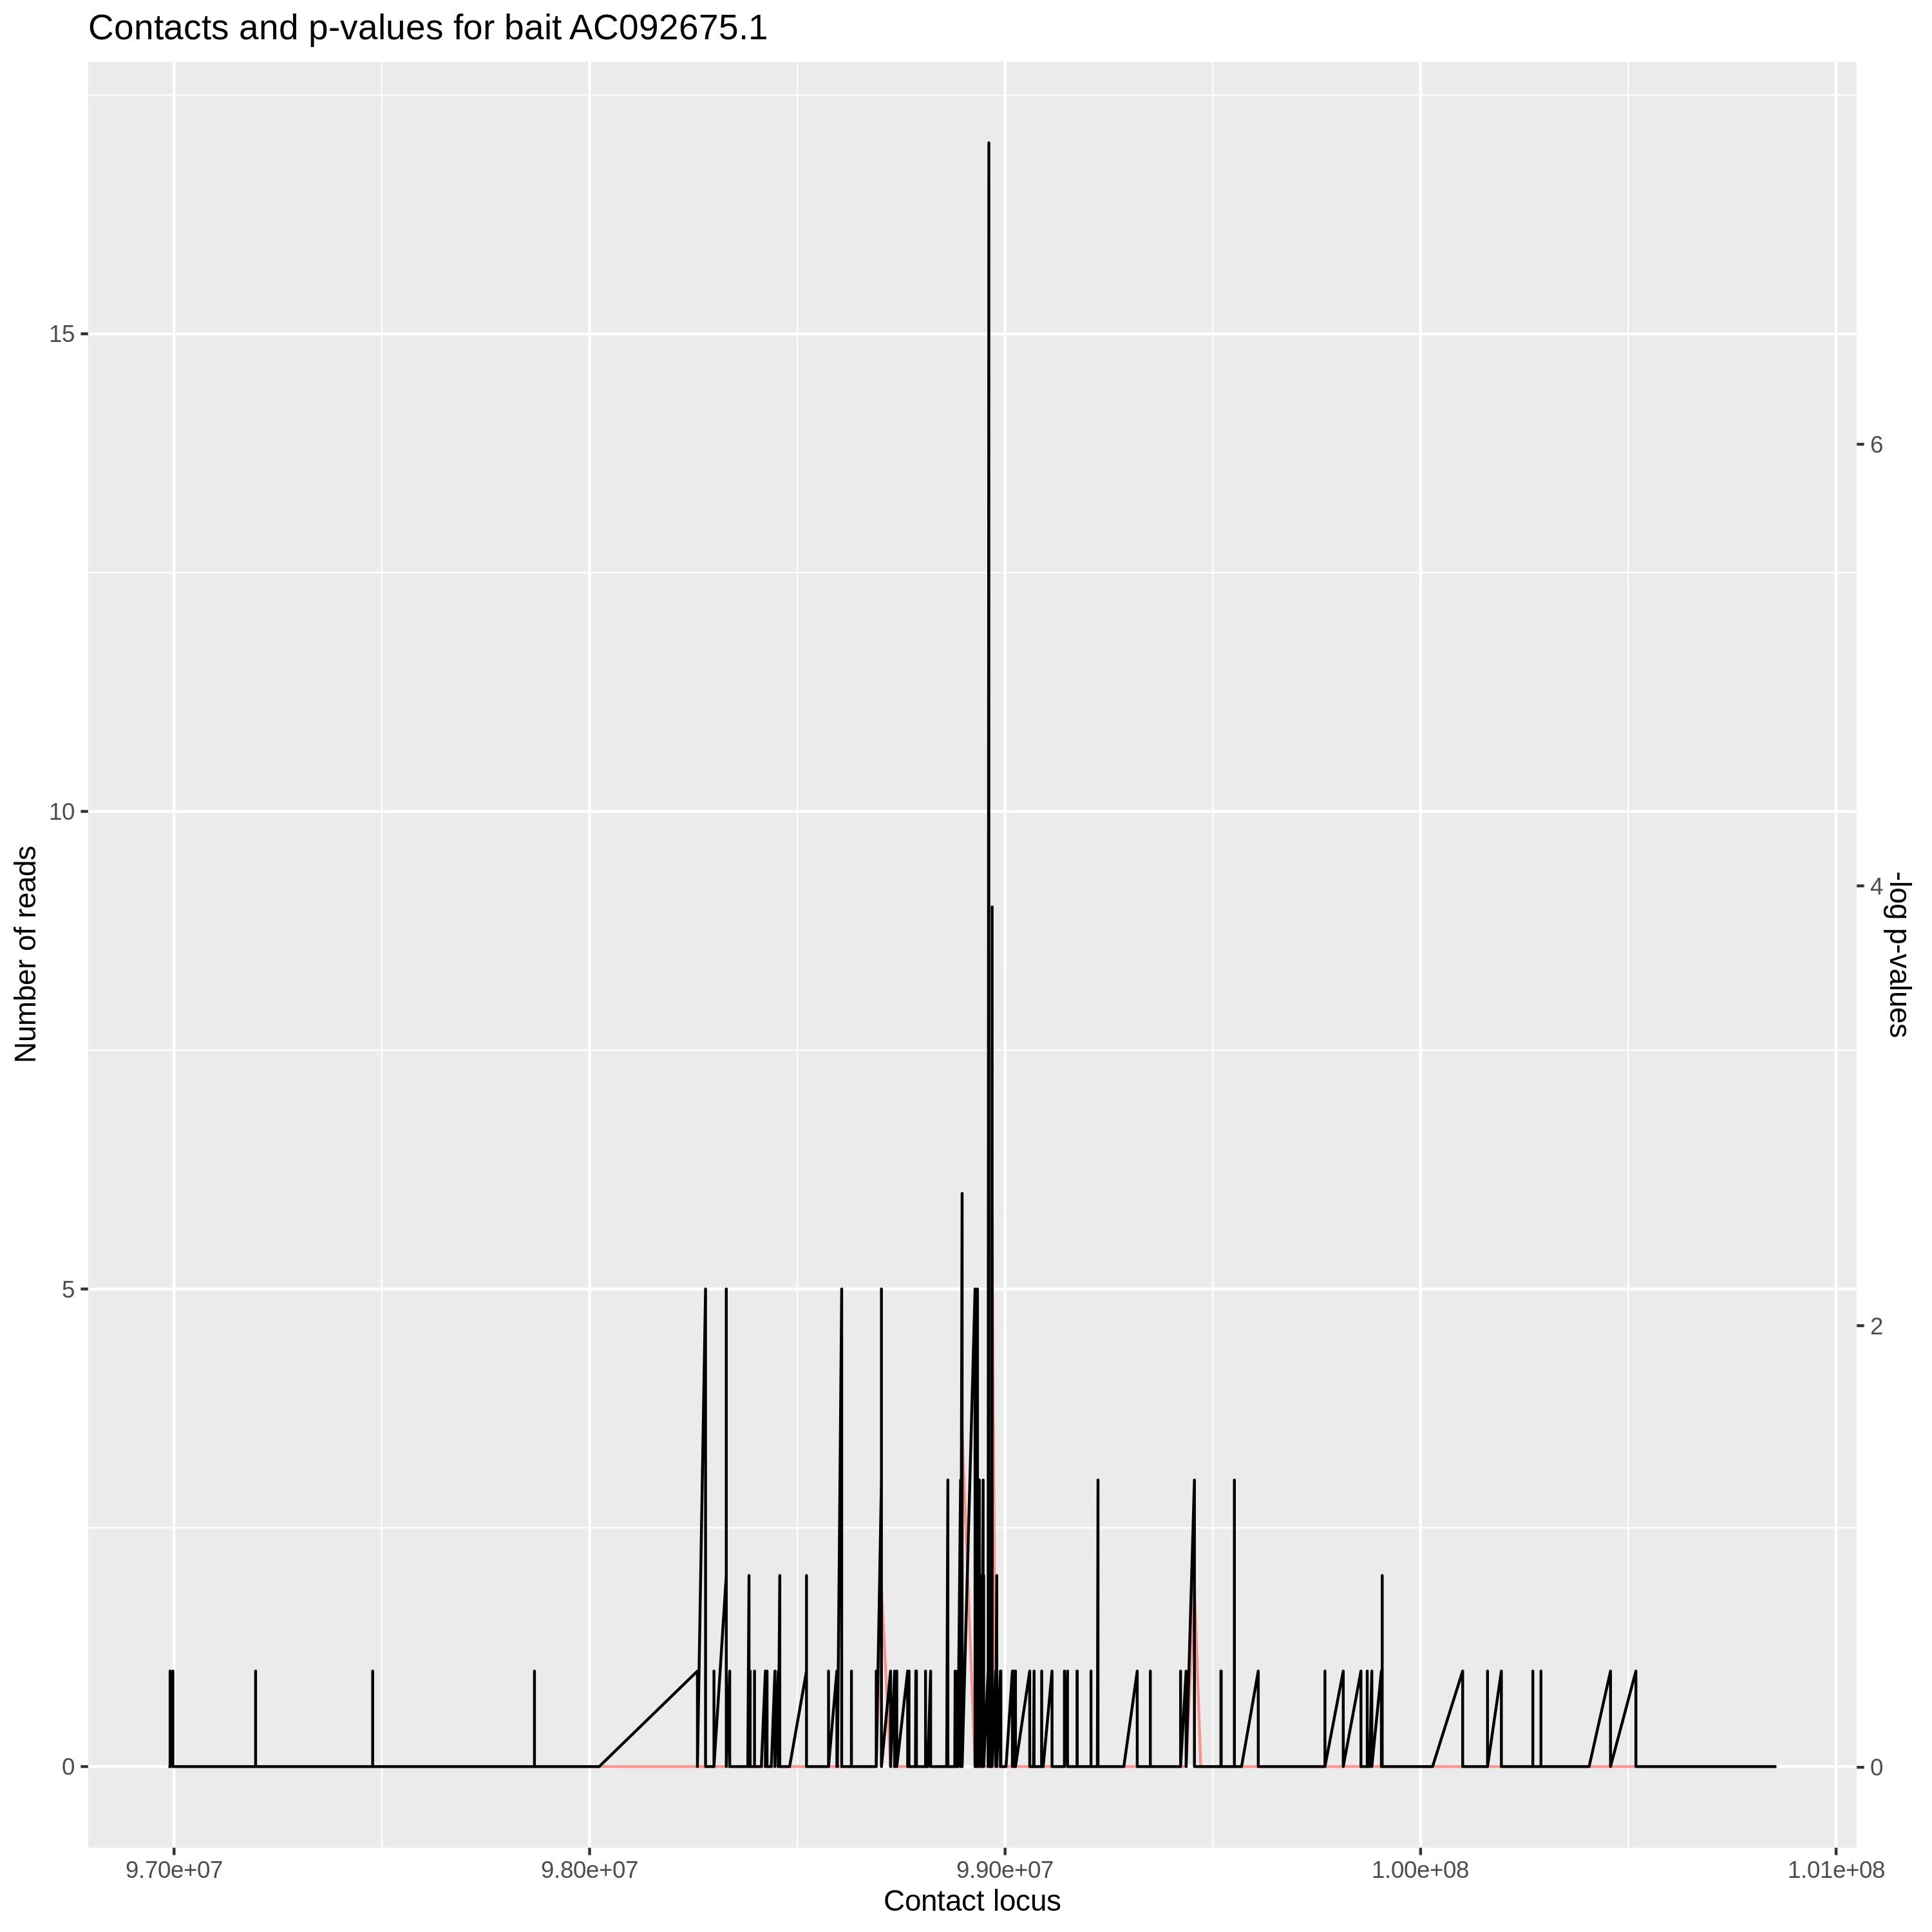 Contacts and p-values for bait AC092675.1
15
10
5
0
Number of reads
6
4
2
0
-log p-values
9.70e+07
9.80e+07
9.90e+07
1.00e+08
1.01e+08
Contact locus